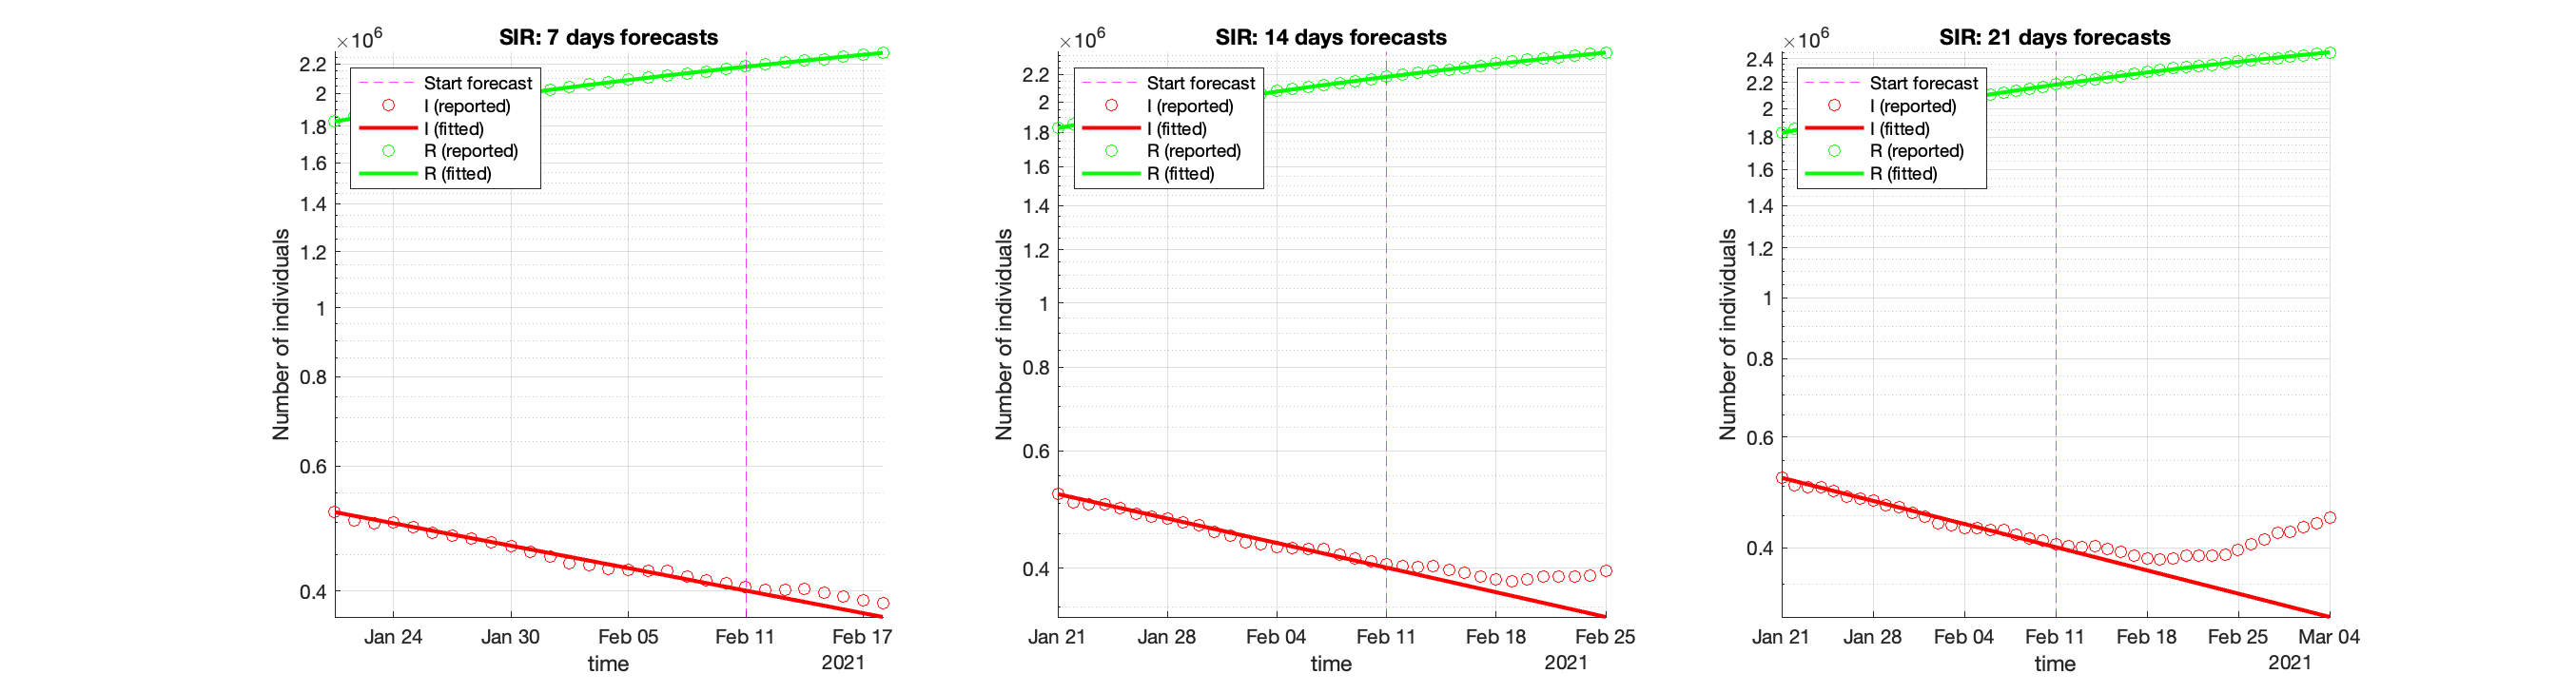 SIR: 7 days forecasts
×10⁶
2.2
2
1.8
1.6
1.4
1.2
1
0.8
0.6
0.4
Number of individuals
Start forecast
I (reported)
I (fitted)
R (reported)
R (fitted)
Jan 24 Jan 30 Feb 05 Feb 11 Feb 17
time
2021
SIR: 14 days forecasts
×10⁶
2.2
2
1.8
1.6
1.4
1.2
1
0.8
0.6
0.4
Number of individuals
Start forecast
I (reported)
I (fitted)
R (reported)
R (fitted)
Jan 21 Jan 28 Feb 04 Feb 11 Feb 18 Feb 25
time
2021
SIR: 21 days forecasts
×10⁶
2.4
2.2
2
1.8
1.6
1.4
1.2
1
0.8
0.6
0.4
Number of individuals
Start forecast
I (reported)
I (fitted)
R (reported)
R (fitted)
Jan 21 Jan 28 Feb 04 Feb 11 Feb 18 Feb 25 Mar 04
time
2021